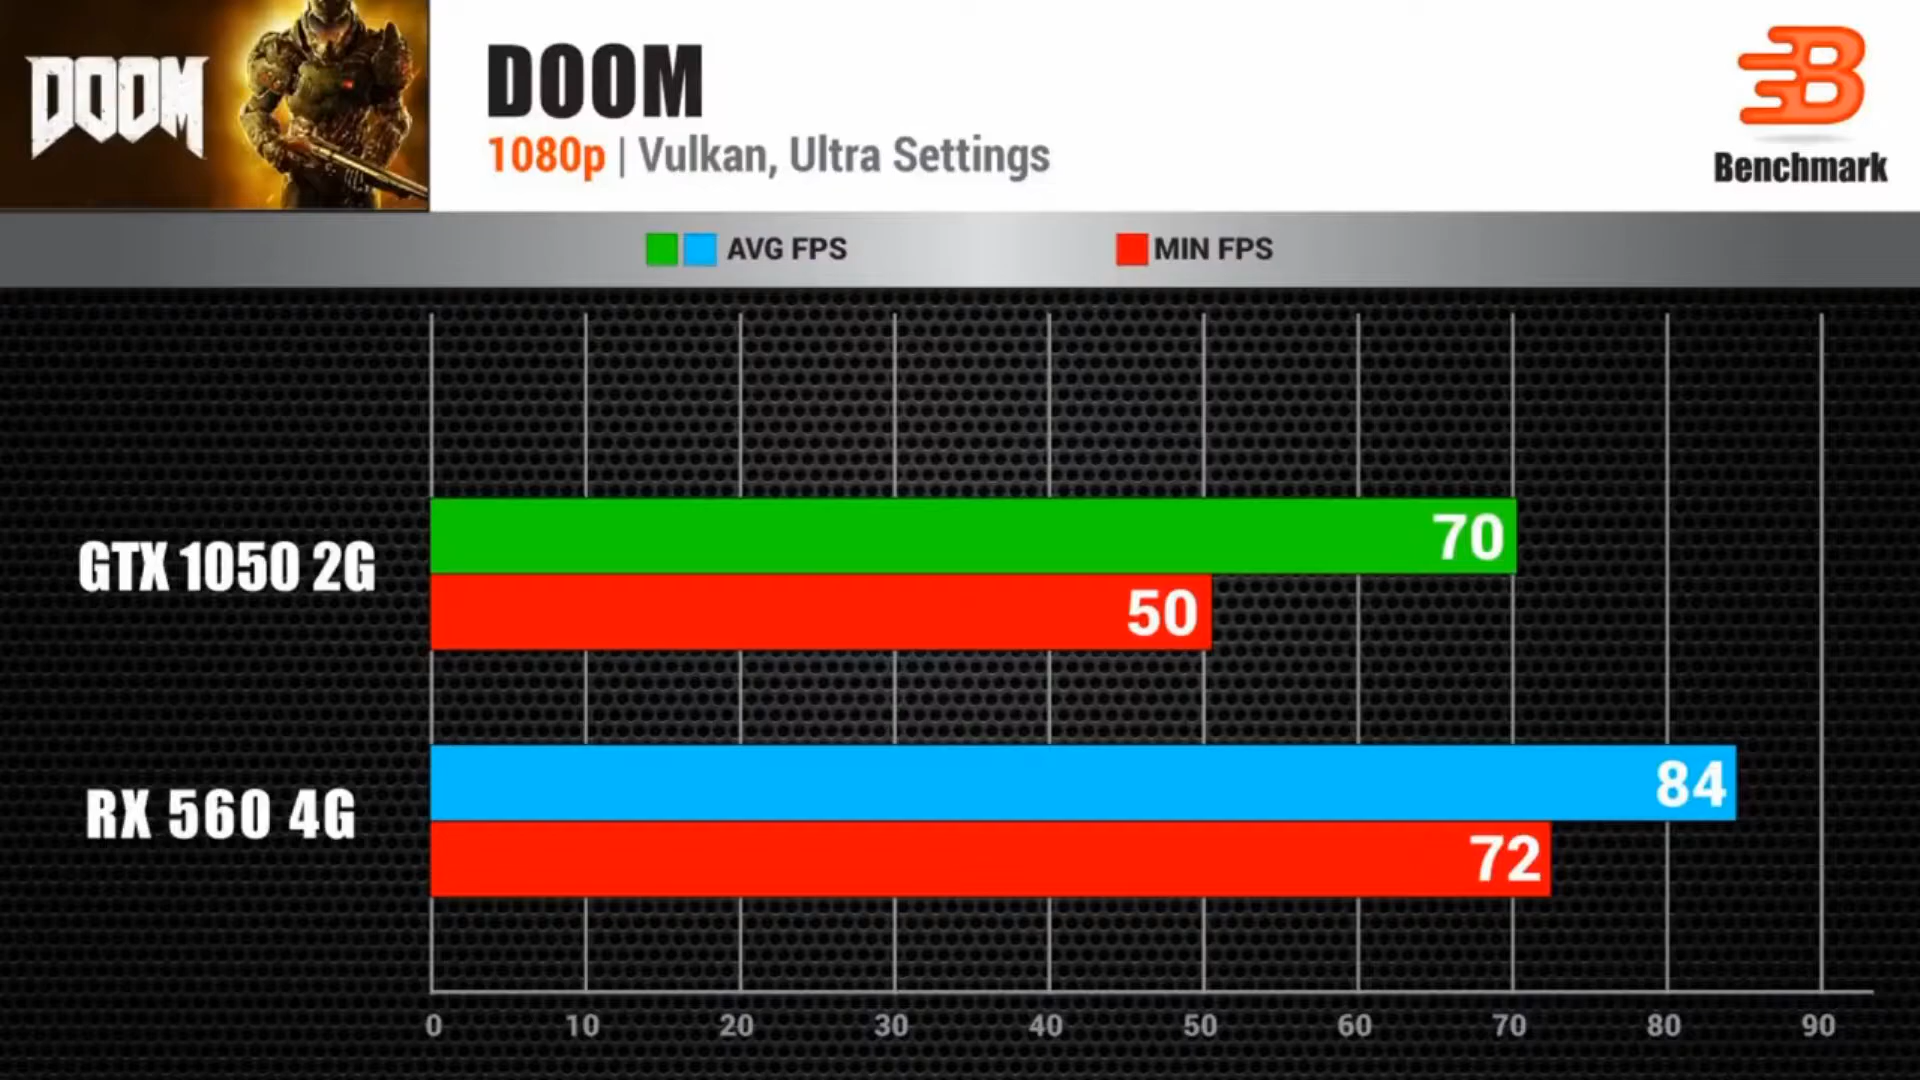 DOOM
DOOM
1080p | Vulkan, Ultra Settings
B
Benchmark
AVG FPS
MIN FPS
GTX 1050 2G
70
50
RX 560 4G
84
72
0 10 20 30 40 50 60 70 80 90